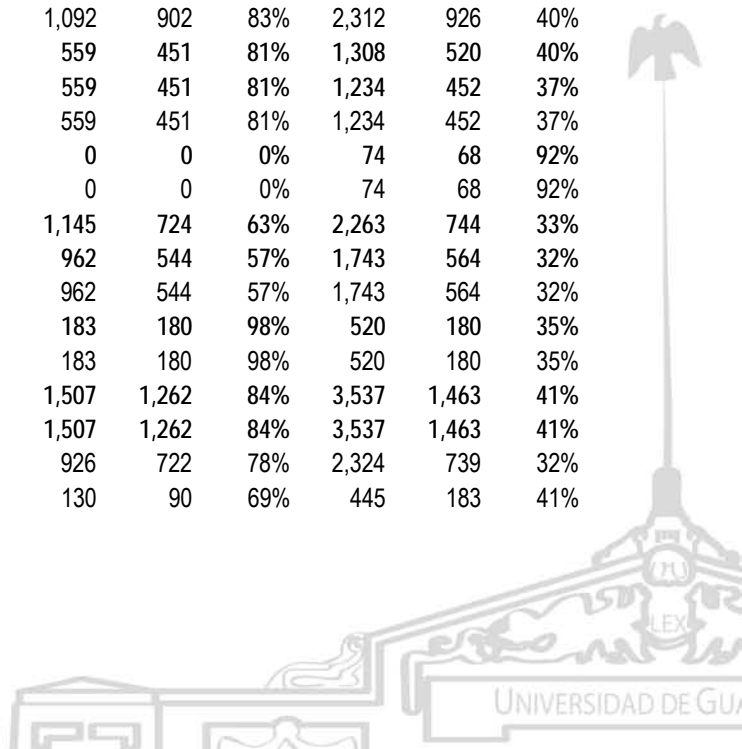 1,092 902 83% 2,312 926 40%
559 451 81% 1,308 520 40%
559 451 81% 1,234 452 37%
559 451 81% 1,234 452 37%
0 0 0% 74 68 92%
0 0 0% 74 68 92%
1,145 724 63% 2,263 744 33%
962 544 57% 1,743 564 32%
962 544 57% 1,743 564 32%
183 180 98% 520 180 35%
183 180 98% 520 180 35%
1,507 1,262 84% 3,537 1,463 41%
1,507 1,262 84% 3,537 1,463 41%
926 722 78% 2,324 739 32%
130 90 69% 445 183 41%
LEX
UNIVERSIDAD DE GUA